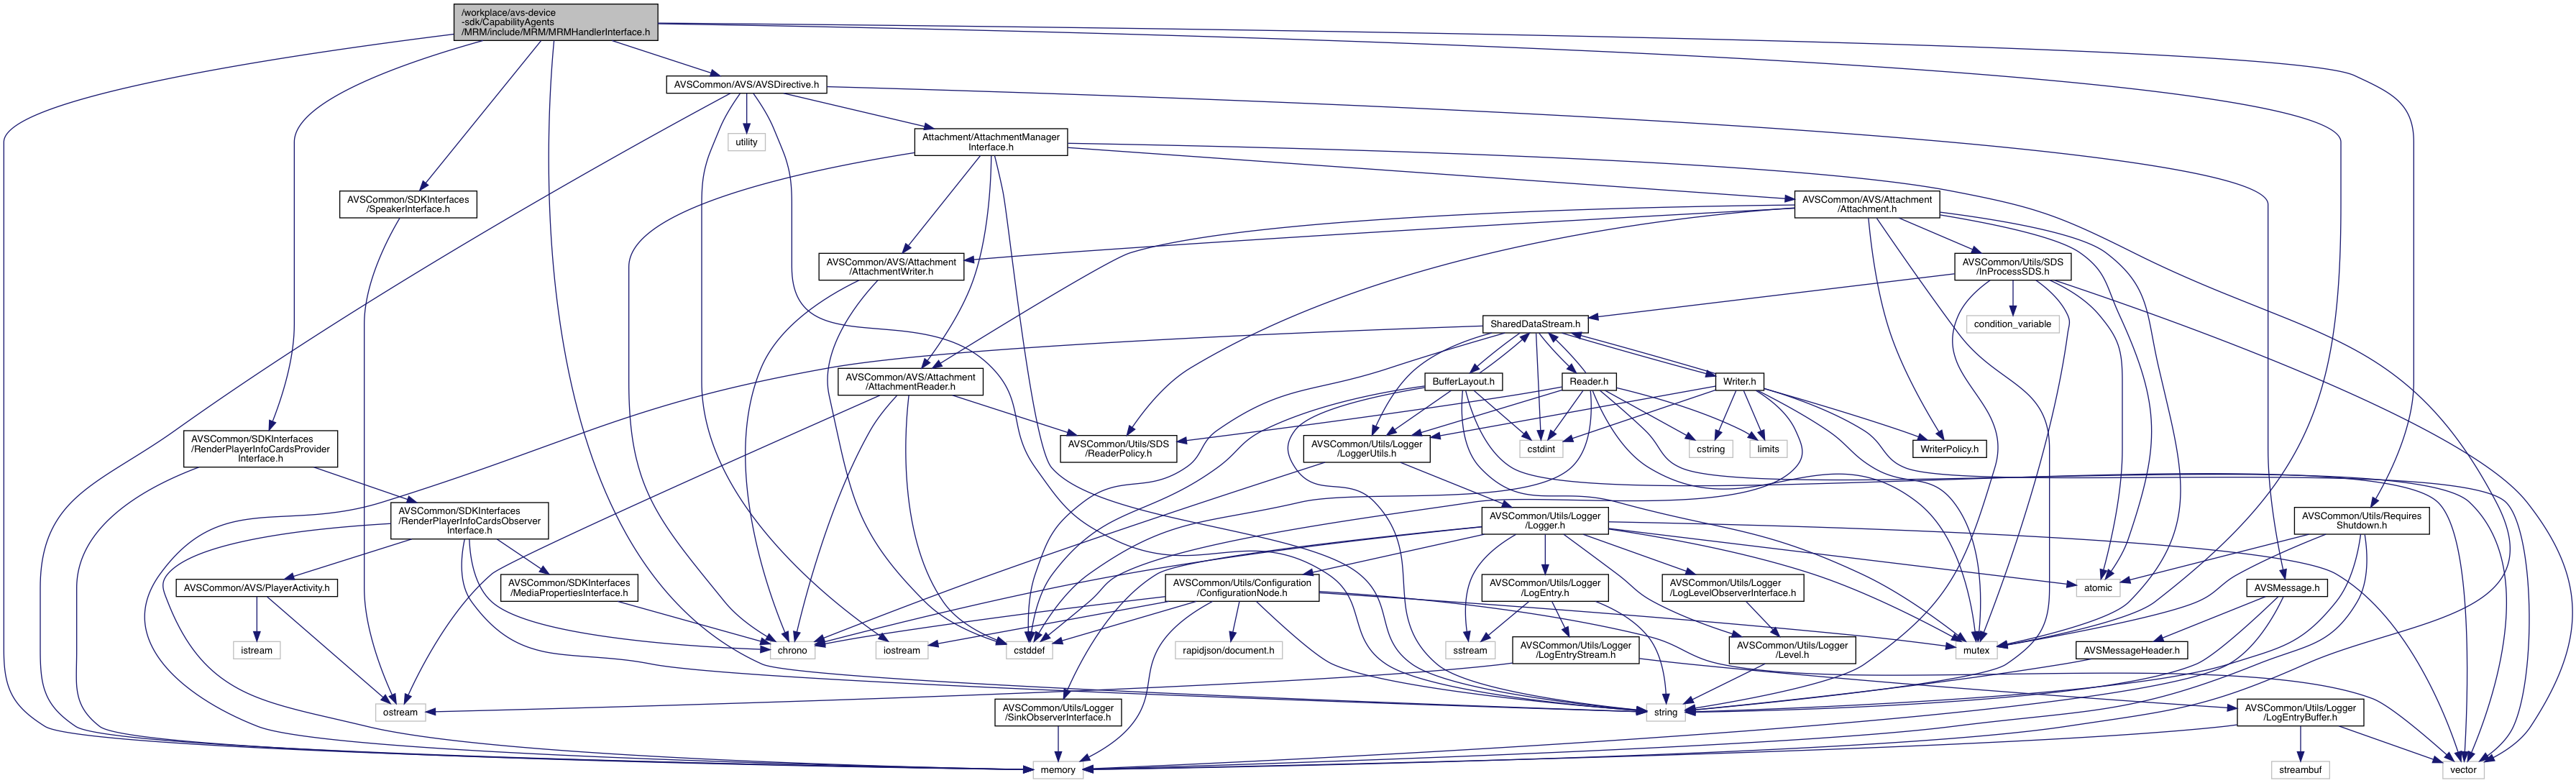 /workplace/avs-device
-sdk/CapabilityAgents
/MRM/include/MRM/MRMHandlerInterface.h
AVSCommon/AVS/AVSDirective.h
utility
Attachment/AttachmentManager
Interface.h
AVSCommon/SDKInterfaces
/SpeakerInterface.h
AVSCommon/AVS/Attachment
/Attachment.h
AVSCommon/AVS/Attachment
/AttachmentWriter.h
AVSCommon/Utils/SDS
/InProcessSDS.h
SharedDataStream.h
condition_variable
AVSCommon/AVS/Attachment
/AttachmentReader.h
BufferLayout.h
Reader.h
Writer.h
AVSCommon/SDKInterfaces
/RenderPlayerInfoCardsProvider
Interface.h
AVSCommon/Utils/SDS
/ReaderPolicy.h
AVSCommon/Utils/Logger
/LoggerUtils.h
cstdint
cstring
limits
WriterPolicy.h
AVSCommon/SDKInterfaces
/RenderPlayerInfoCardsObserver
Interface.h
AVSCommon/Utils/Logger
/Logger.h
AVSCommon/Utils/Requires
Shutdown.h
AVSCommon/AVS/PlayerActivity.h
AVSCommon/SDKInterfaces
/MediaPropertiesInterface.h
AVSCommon/Utils/Configuration
/ConfigurationNode.h
AVSCommon/Utils/Logger
/LogEntry.h
AVSCommon/Utils/Logger
/LogLevelObserverInterface.h
atomic
AVSMessage.h
istream
chrono
iostream
cstddef
rapidjson/document.h
sstream
AVSCommon/Utils/Logger
/LogEntryStream.h
AVSCommon/Utils/Logger
/Level.h
mutex
AVSMessageHeader.h
ostream
AVSCommon/Utils/Logger
/SinkObserverInterface.h
string
AVSCommon/Utils/Logger
/LogEntryBuffer.h
memory
streambuf
vector